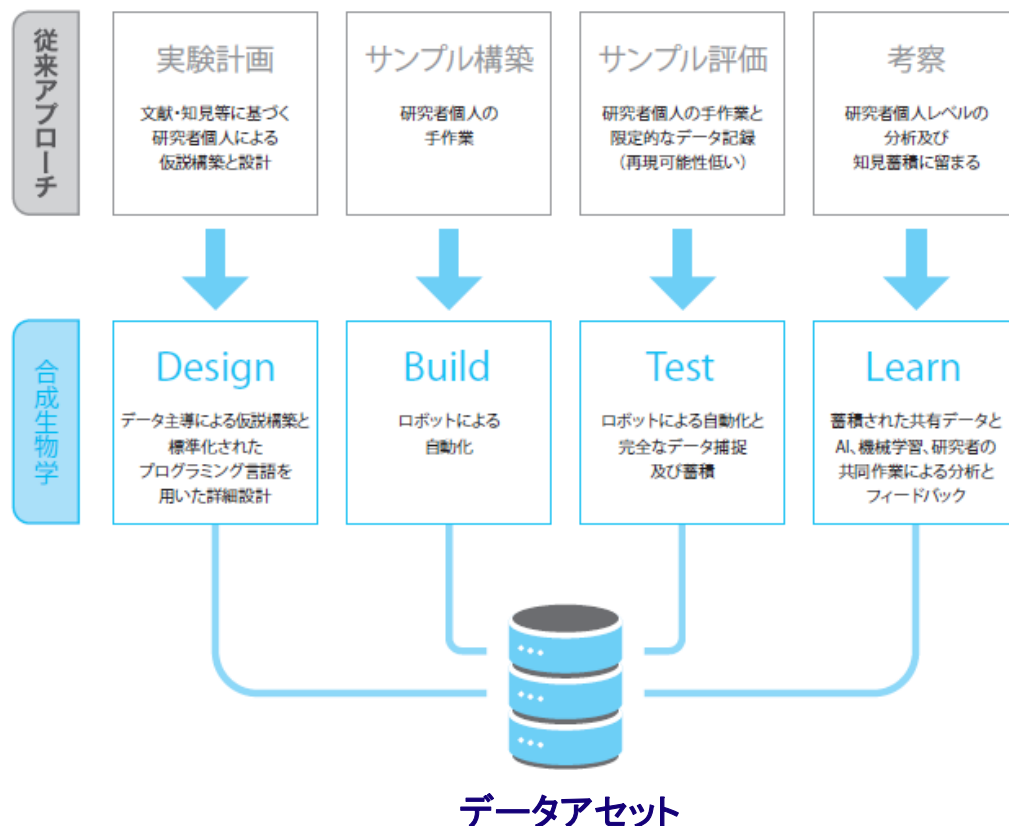 従来アプローチ
実験計画
文献・知見等に基づく
研究者個人による
仮説構築と設計
サンプル構築
研究者個人の
手作業
サンプル評価
研究者個人の手作業と
限定的なデータ記録
（再現可能性低い）
考察
研究者個人レベルの
分析及び
知見蓄積に留まる
合成生物学
Design
データ主導による仮説構築と
標準化された
プログラミング言語を
用いた詳細設計
Build
ロボットによる
自動化
Test
ロボットによる自動化と
完全なデータ捕捉
及び蓄積
Learn
蓄積された共有データと
AI、機械学習、研究者の
共同作業による分析と
フィードバック
データアセット